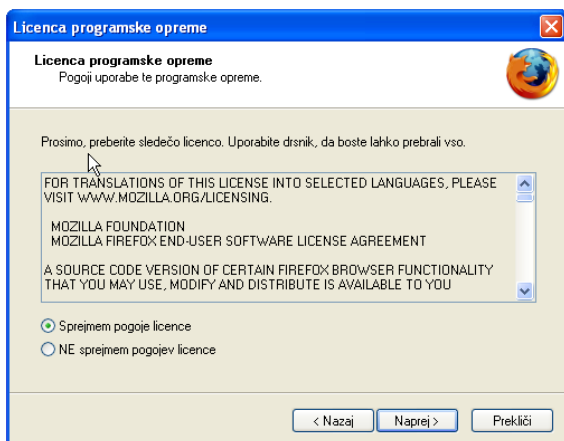 Licenca programske opreme
Licenca programske opreme
Pogoji uporabe te programske opreme.
Prosimo, preberite sledečo licenco. Uporabite drsnik, da boste lahko prebrali vso.
FOR TRANSLATIONS OF THIS LICENSE INTO SELECTED LANGUAGES, PLEASE
VISIT WWW.MOZILLA.ORG/LICENSING.
MOZILLA FOUNDATION
MOZILLA FIREFOX END-USER SOFTWARE LICENSE AGREEMENT
A SOURCE CODE VERSION OF CERTAIN FIREFOX BROWSER FUNCTIONALITY
THAT YOU MAY USE, MODIFY AND DISTRIBUTE IS AVAILABLE TO YOU
Sprejmem pogoje licence
NE sprejmem pogojev licence
< Nazaj Naprej > Prekliči